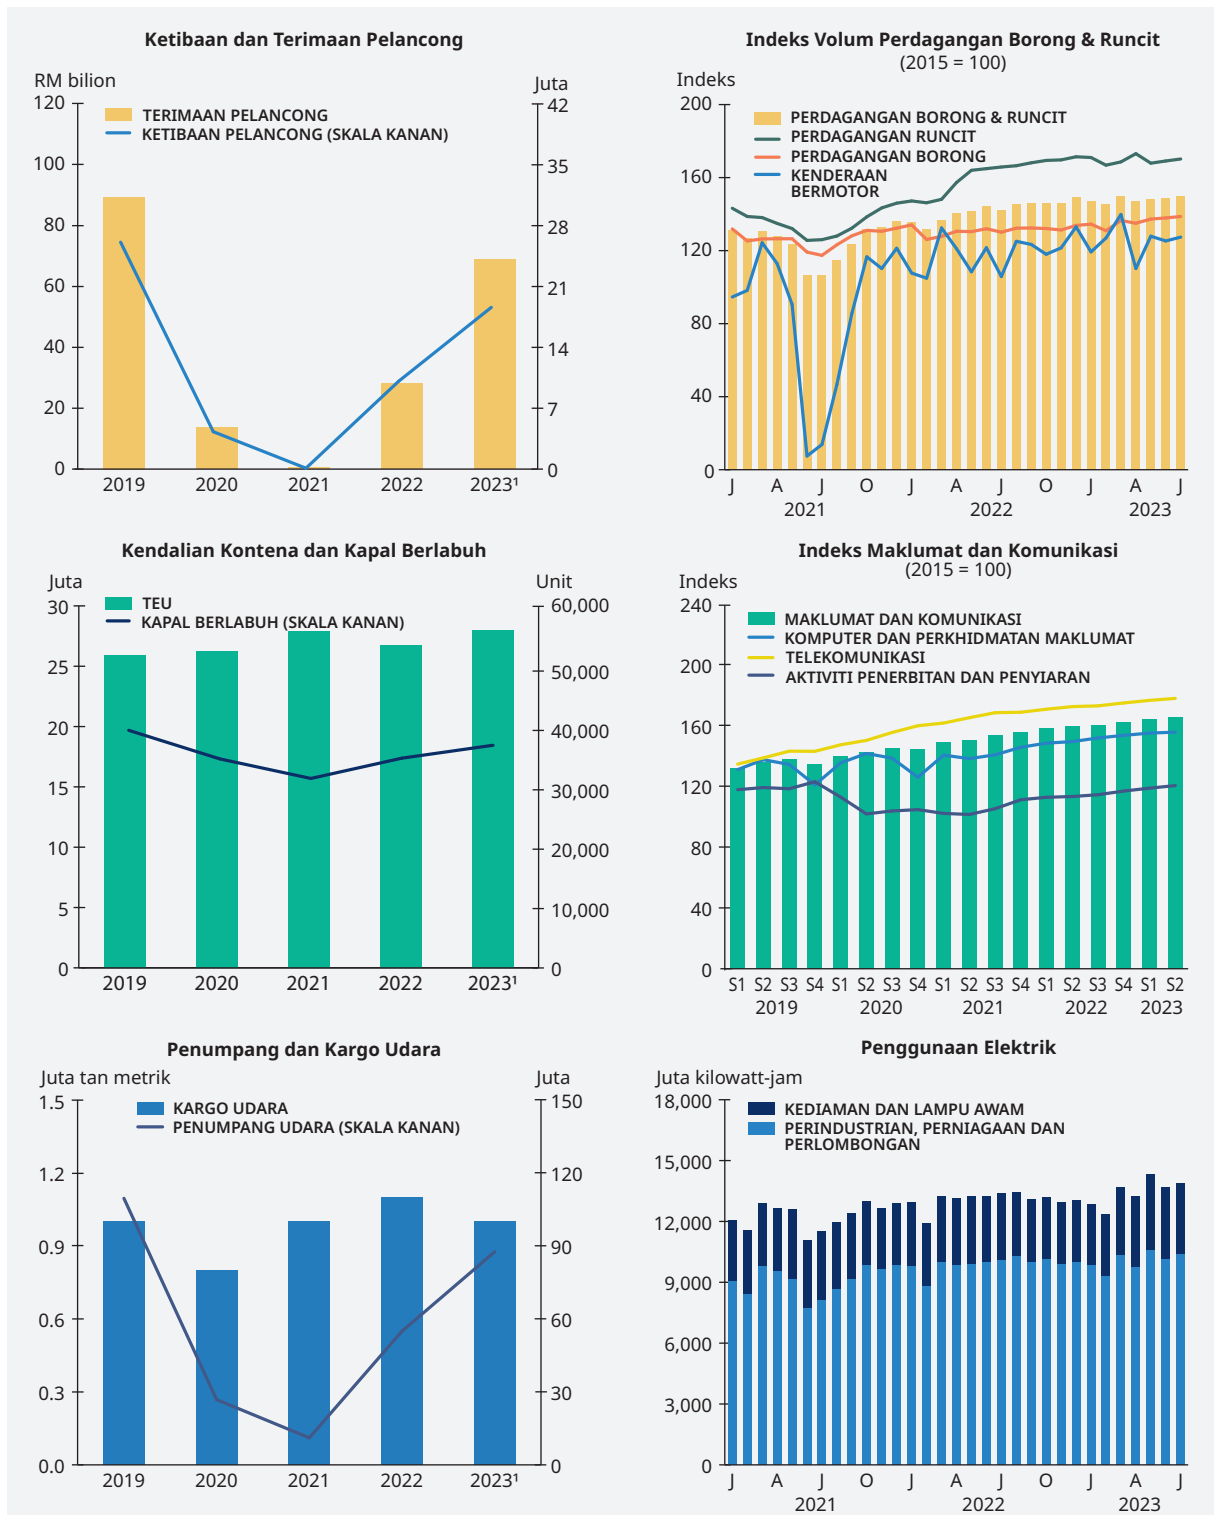 Ketibaan dan Terimaan Pelancong
RM bilion
Juta
TERIMAAN PELANCONG
KETIBAAN PELANCONG (SKALA KANAN)
120
100
80
60
40
20
0
42
35
28
21
14
7
0
2019 2020 2021 2022 2023¹
Indeks Volum Perdagangan Borong & Runcit
(2015 = 100)
Indeks
PERDAGANGAN BORONG & RUNCIT
PERDAGANGAN RUNCIT
PERDAGANGAN BORONG
KENDERAAN
BERMOTOR
200
160
120
80
40
0
J A J O J A J O J A J
2021 2022 2023
Kendalian Kontena dan Kapal Berlabuh
Juta
Unit
TEU
KAPAL BERLABUH (SKALA KANAN)
30
25
20
15
10
5
0
60,000
50,000
40,000
30,000
20,000
10,000
0
2019 2020 2021 2022 2023¹
Indeks Maklumat dan Komunikasi
(2015 = 100)
Indeks
MAKLUMAT DAN KOMUNIKASI
KOMPUTER DAN PERKHIDMATAN MAKLUMAT
TELEKOMUNIKASI
AKTIVITI PENERBITAN DAN PENYIARAN
240
200
160
120
80
40
0
S1 S2 S3 S4 S1 S2 S3 S4 S1 S2 S3 S4 S1 S2 S3 S4 S1 S2
2019 2020 2021 2022 2023
Penumpang dan Kargo Udara
Juta tan metrik
Juta
KARGO UDARA
PENUMPANG UDARA (SKALA KANAN)
1.5
1.2
0.9
0.6
0.3
0.0
150
120
90
60
30
0
2019 2020 2021 2022 2023¹
Penggunaan Elektrik
Juta kilowatt-jam
KEDIAMAN DAN LAMPU AWAM
PERINDUSTRIAN, PERNIAGAAN DAN
PERLOMBONGAN
18,000
15,000
12,000
9,000
6,000
3,000
0
J A J O J A J O J A J
2021 2022 2023